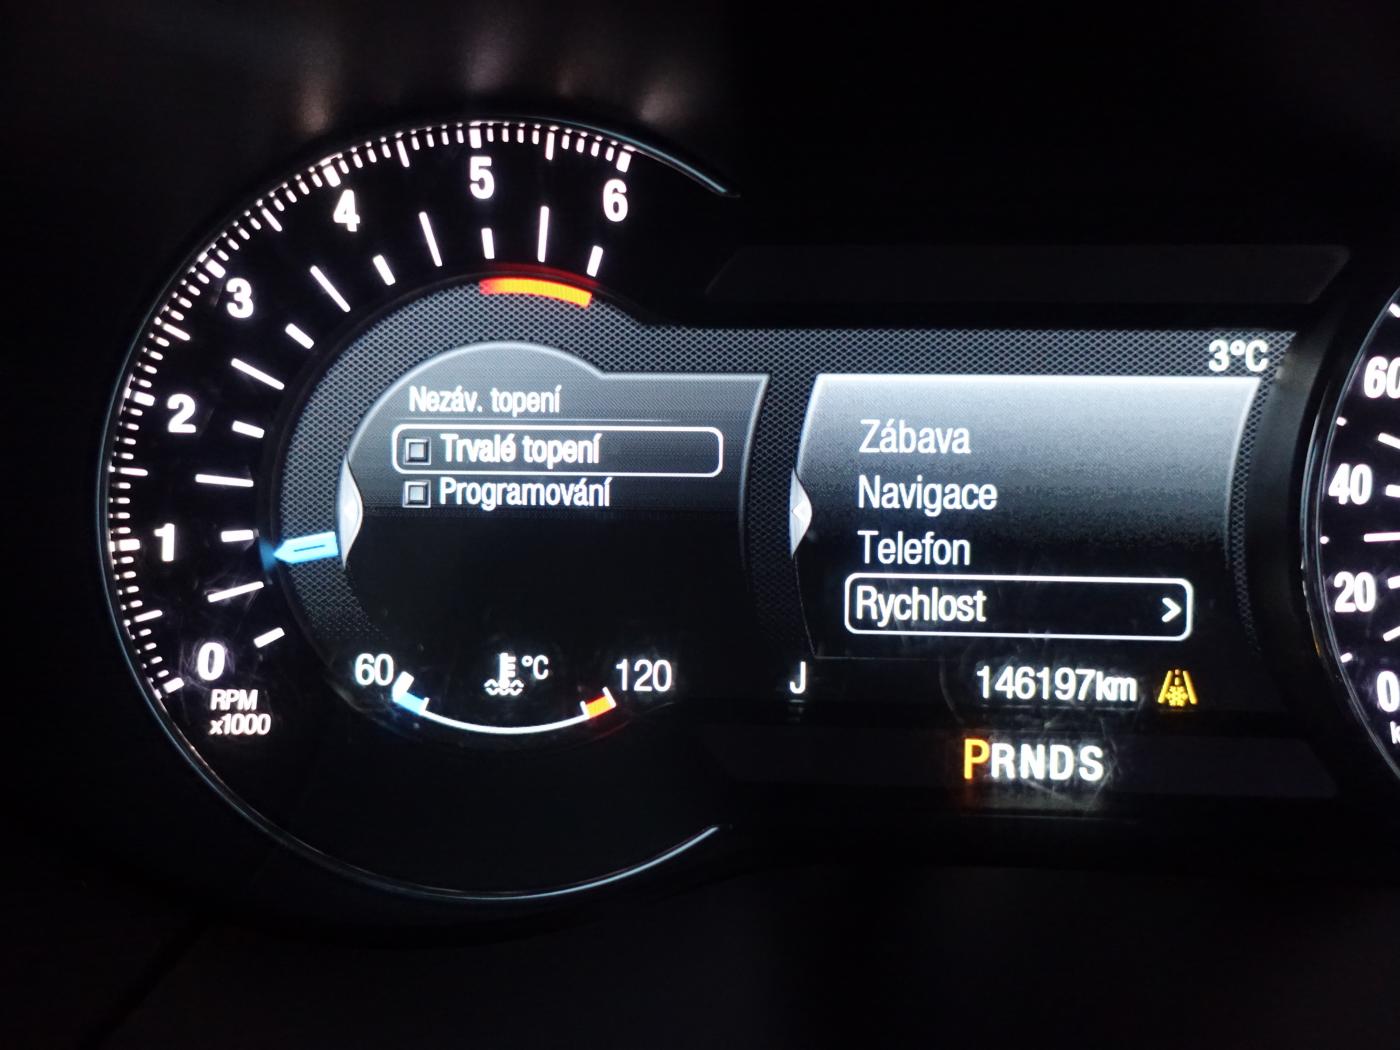 6
5
4
3
2
1
0
RPM
x1000
Nezáv. topení
Trvalé topení
Programování
60
°C
120
3°C
Zábava
Navigace
Telefon
Rychlost
J
146197km
PRNDS
60
40
20
0